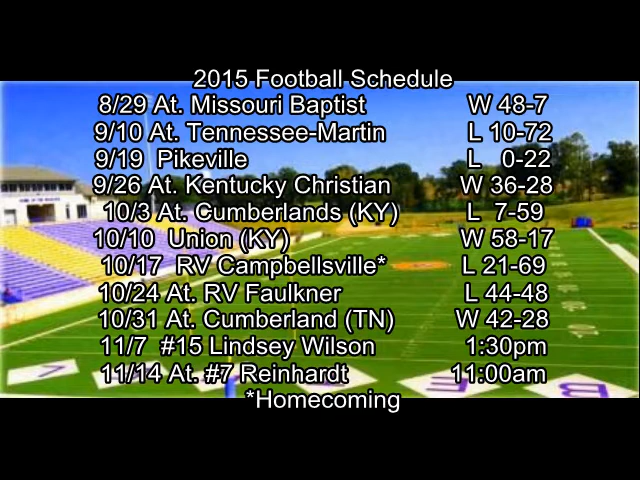 2015 Football Schedule
8/29 At. Missouri Baptist W 48-7
9/10 At. Tennessee-Martin L 10-72
9/19 Pikeville L 0-22
9/26 At. Kentucky Christian W 36-28
10/3 At. Cumberlands (KY) L 7-59
10/10 Union (KY) W 58-17
10/17 RV Campbellsville* L 21-69
10/24 At. RV Faulkner L 44-48
10/31 At. Cumberland (TN) W 42-28
11/7 #15 Lindsey Wilson 1:30pm
11/14 At. #7 Reinhardt 11:00am
*Homecoming